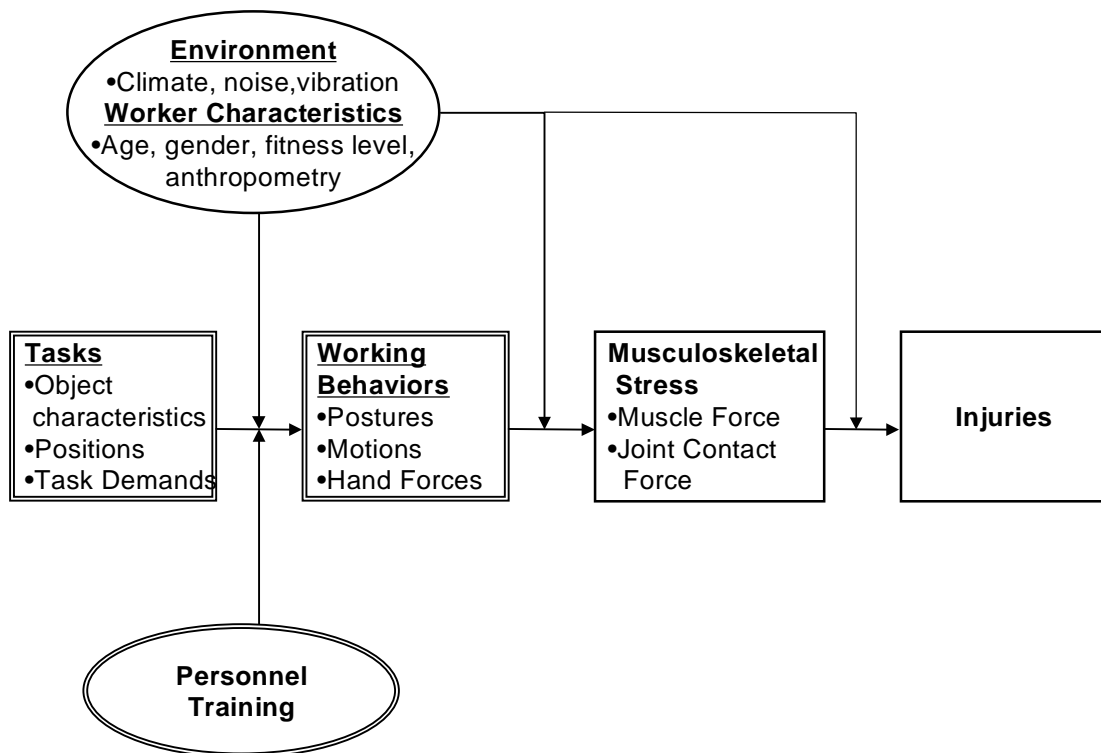 Environment
•Climate, noise,vibration
Worker Characteristics
•Age, gender, fitness level,
anthropometry
Tasks
•Object
characteristics
•Positions
•Task Demands
Working
Behaviors
•Postures
•Motions
•Hand Forces
Musculoskeletal
Stress
•Muscle Force
•Joint Contact
Force
Injuries
Personnel
Training